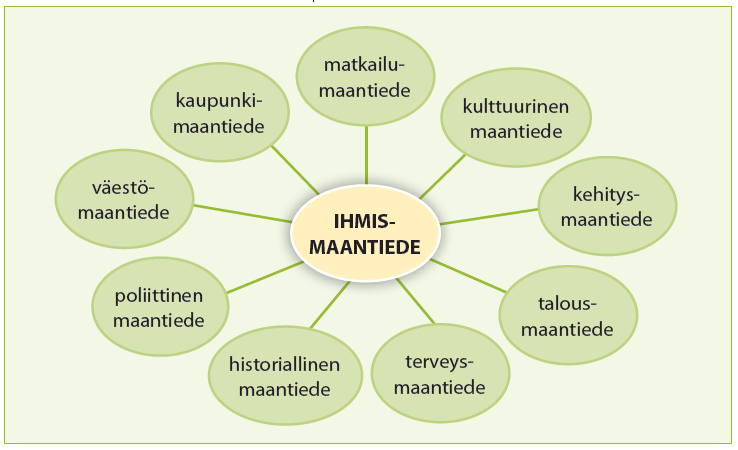 matkailu-
maantiede
kaupunki-
maantiede
kulttuurinen
maantiede
väestö-
maantiede
kehitys-
maantiede
IHMIS-
MAANTIEDE
poliittinen
maantiede
talous-
maantiede
historiallinen
maantiede
terveys-
maantiede